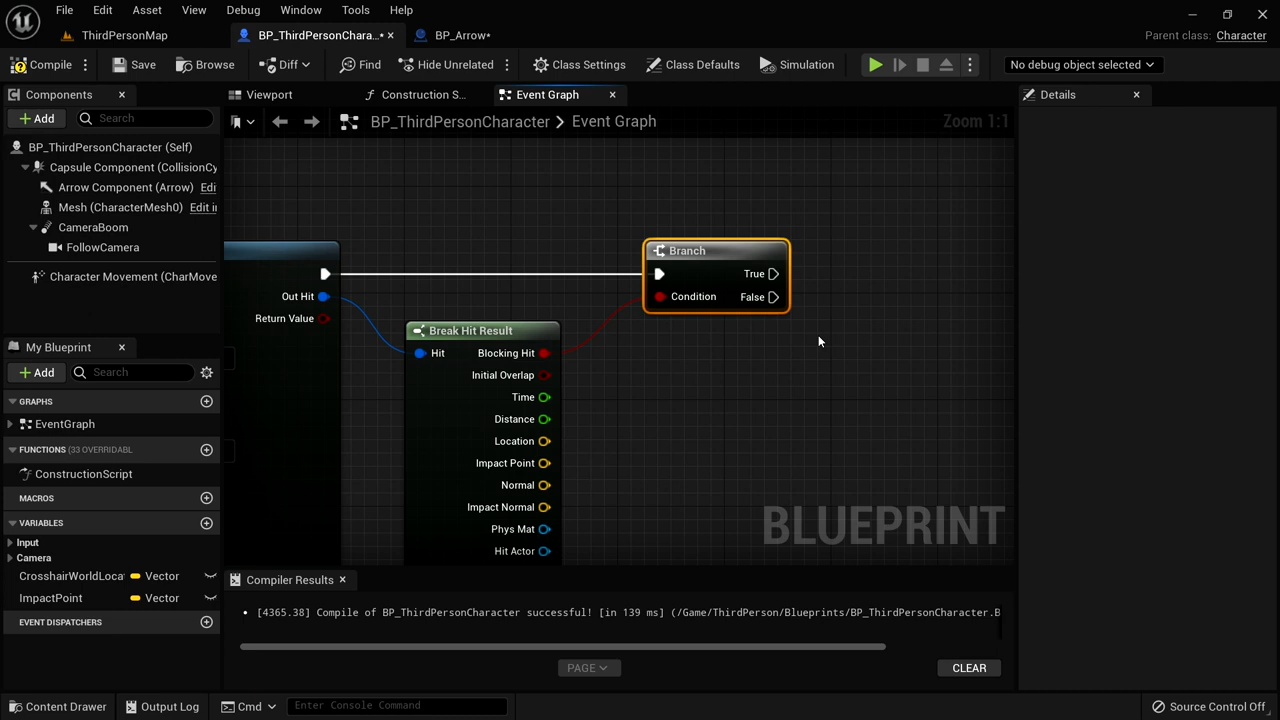 File Edit Asset View Debug Window Tools Help
ThirdPersonMap BP_ThirdPersonChara...* BP_Arrow* Parent class: Character
Compile Save Browse Diff Find Hide Unrelated Class Settings Class Defaults Simulation No debug object selected
Components Viewport Construction S... Event Graph Details
Add Search BP_ThirdPersonCharacter > Event Graph Zoom 1:1
BP_ThirdPersonCharacter (Self)
Capsule Component (CollisionCy
Arrow Component (Arrow) Edi
Mesh (CharacterMesh0) Edit i
CameraBoom
FollowCamera
Character Movement (CharMove
Branch
True
Condition False
Out Hit
Return Value
Break Hit Result
Hit Blocking Hit
Initial Overlap
Time
Distance
Location
Impact Point
Normal
Impact Normal
Phys Mat
Hit Actor
BLUEPRINT
My Blueprint
Add Search
GRAPHS
EventGraph
FUNCTIONS (33 OVERRIDABL
ConstructionScript
MACROS
VARIABLES
Input
Camera
CrosshairWorldLoca Vector
ImpactPoint Vector
EVENT DISPATCHERS
Compiler Results
[4365.38] Compile of BP_ThirdPersonCharacter successful! [in 139 ms] (/Game/ThirdPerson/Blueprints/BP_ThirdPersonCharacter.B
PAGE CLEAR
Content Drawer Output Log Cmd Enter Console Command Source Control Off